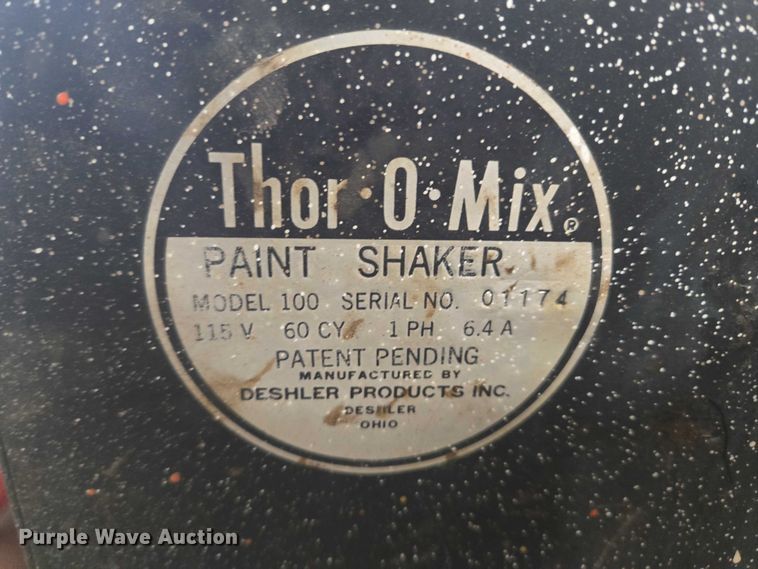 Thor·O·Mix®
PAINT SHAKER
MODEL 100 SERIAL NO. 01174
115 V 60 CY 1 PH 6.4 A
PATENT PENDING
MANUFACTURED BY
DESHLER PRODUCTS INC.
DESHLER
OHIO
Purple Wave Auction